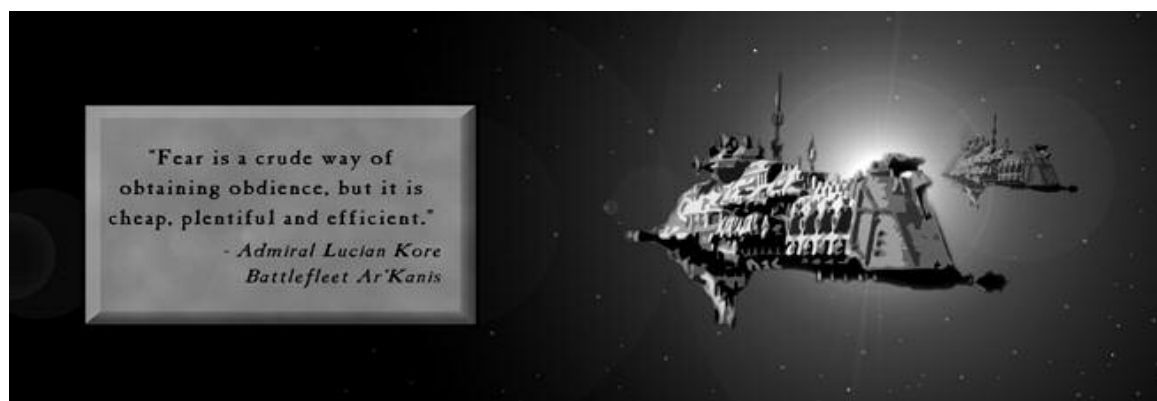 "Fear is a crude way of
obtaining obdience, but it is
cheap, plentiful and efficient."
- Admiral Lucian Kore
Battlefleet Ar'Kanis